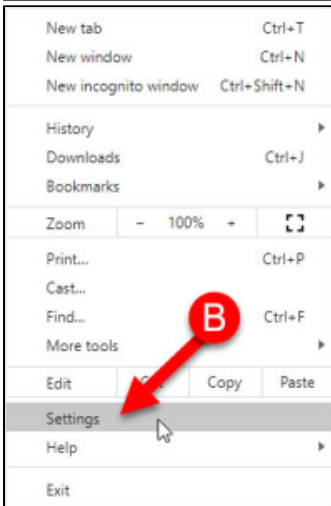 New tab Ctrl+T
New window Ctrl+N
New incognito window Ctrl+Shift+N
History
Downloads Ctrl+J
Bookmarks
Zoom - 100% +
Print... Ctrl+P
Cast...
Find... Ctrl+F
B
More tools
Edit Copy Paste
Settings
Help
Exit